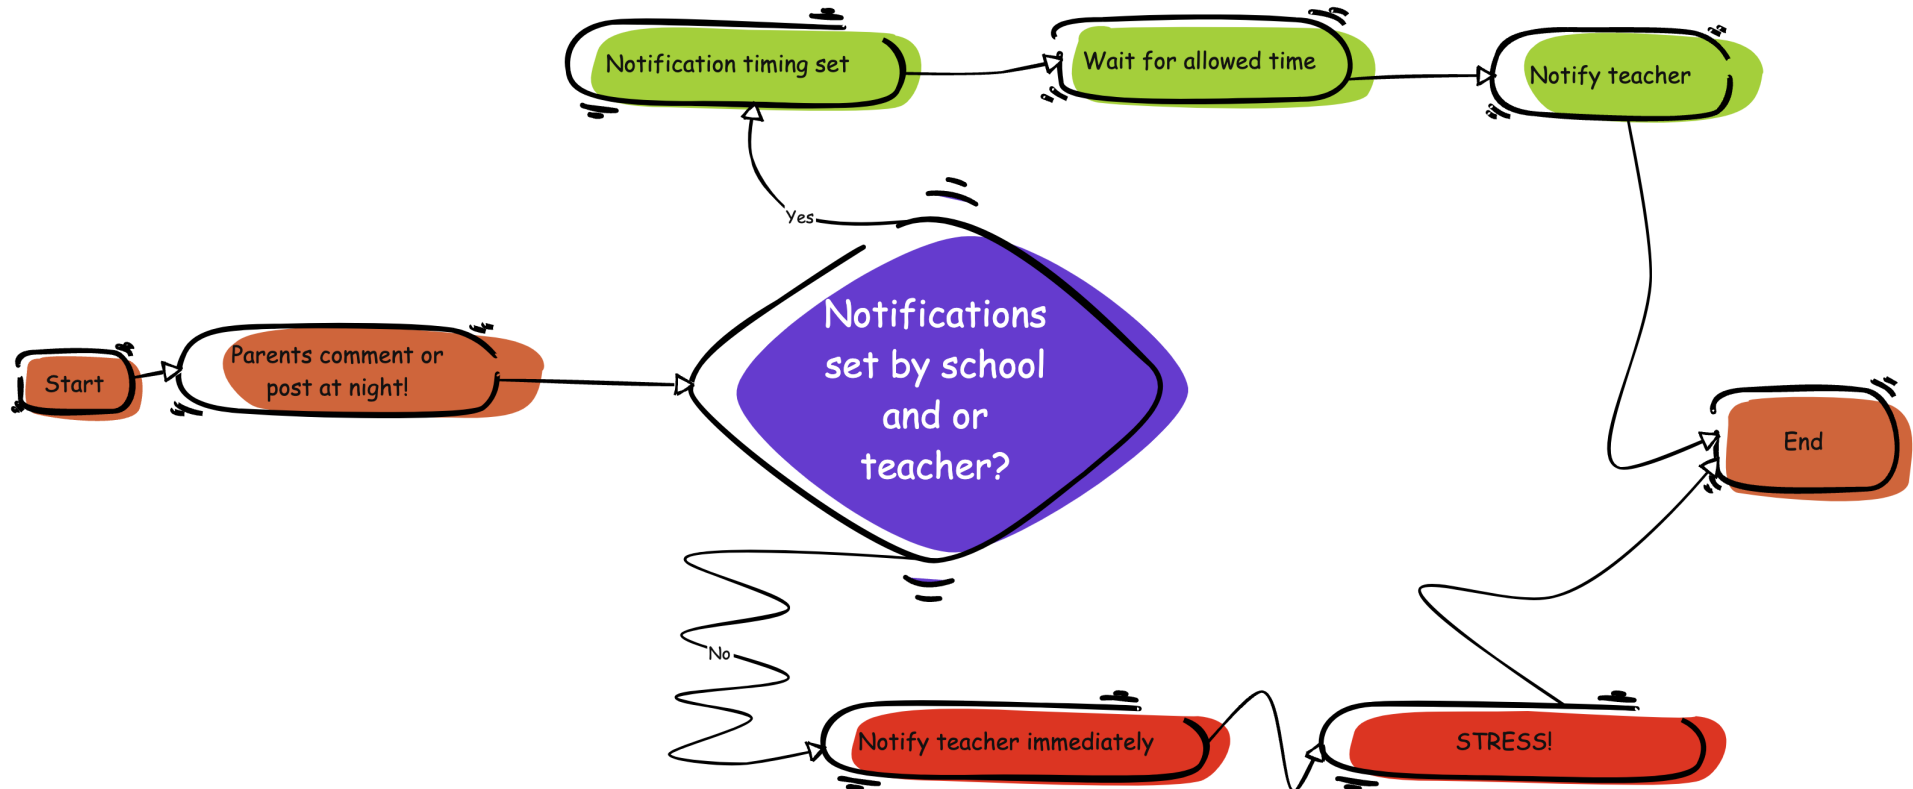 Notification timing set
Wait for allowed time
Notify teacher
Yes
Start
Parents comment or
post at night!
Notifications
set by school
and or
teacher?
End
No
Notify teacher immediately
STRESS!